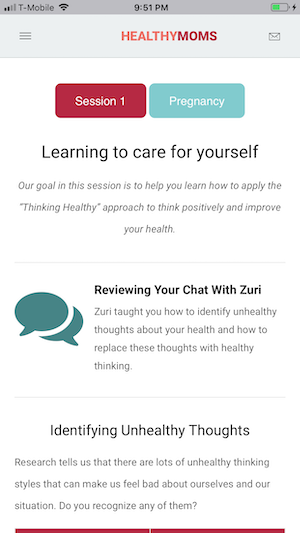 T-Mobile 9:51 PM
HEALTHYMOMS
Session 1 Pregnancy
Learning to care for yourself
Our goal in this session is to help you learn how to apply the
“Thinking Healthy” approach to think positively and improve
your health.
Reviewing Your Chat With Zuri
Zuri taught you how to identify unhealthy
thoughts about your health and how to
replace these thoughts with healthy
thinking.
Identifying Unhealthy Thoughts
Research tells us that there are lots of unhealthy thinking
styles that can make us feel bad about ourselves and our
situation. Do you recognize any of them?